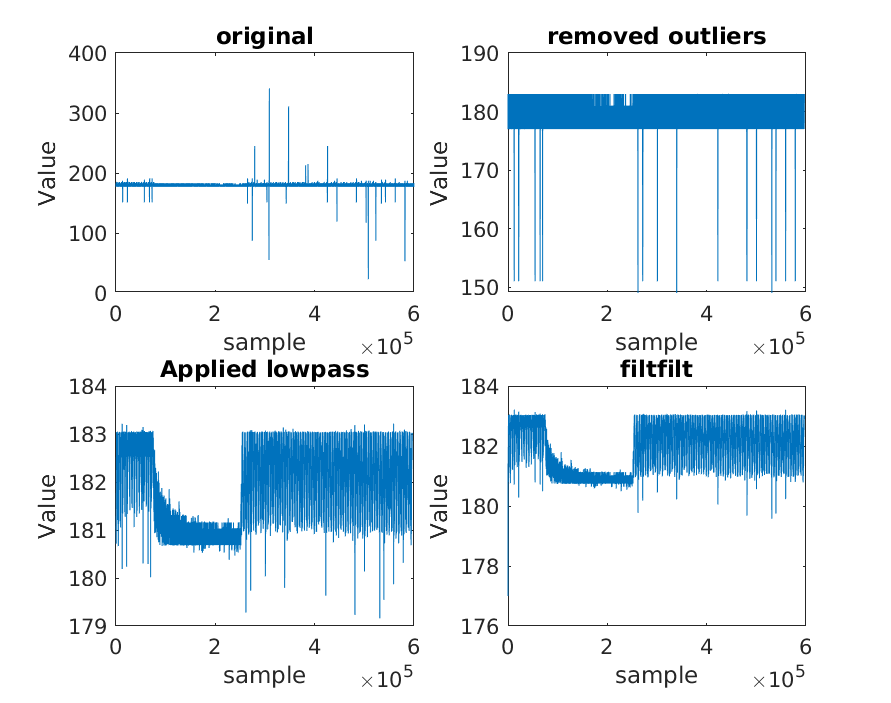 original
400
300
200
100
0
Value
0 2 4 6
sample
×10^5
removed outliers
190
180
170
160
150
Value
0 2 4 6
sample
×10^5
Applied lowpass
184
183
182
181
180
179
Value
0 2 4 6
sample
×10^5
filtfilt
184
182
180
178
176
Value
0 2 4 6
sample
×10^5